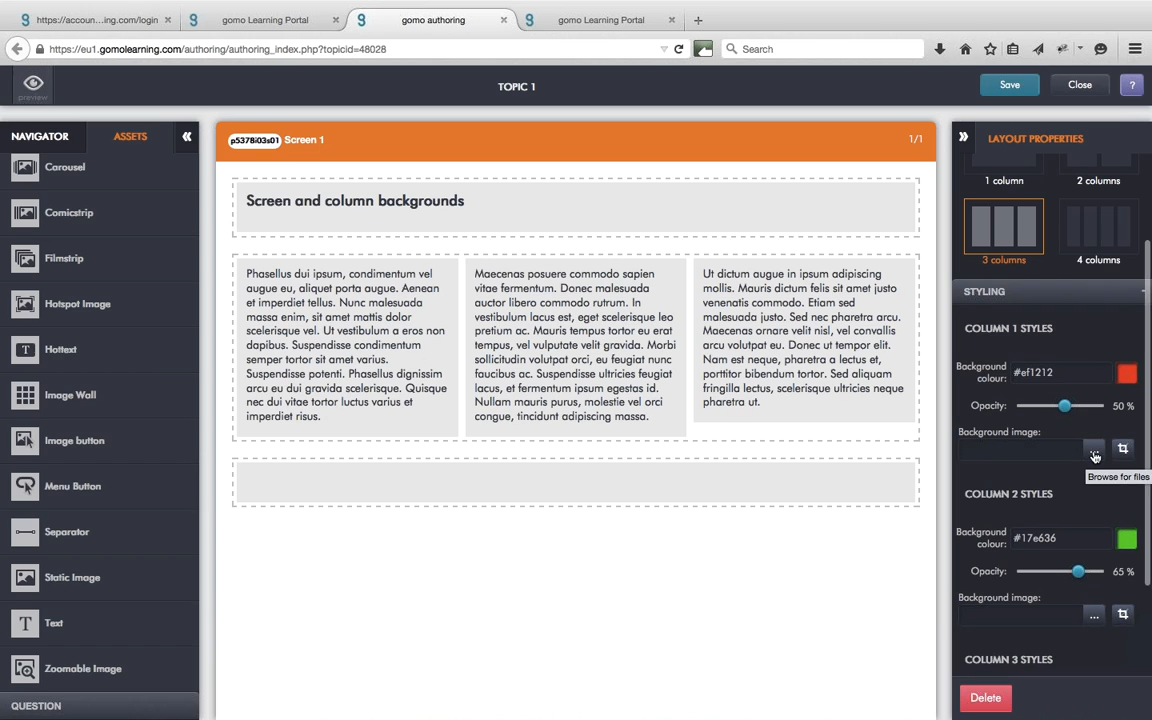 https://accoun...ing.com/login ×
gomo Learning Portal ×
gomo authoring ×
gomo Learning Portal ×
https://eu1.gomolearning.com/authoring/authoring_index.php?topicid=48028
Search
preview
TOPIC 1
Save
Close
?
NAVIGATOR
ASSETS
Carousel
Comicstrip
Filmstrip
Hotspot Image
Hottext
Image Wall
Image button
Menu Button
Separator
Static Image
Text
Zoomable Image
QUESTION
p5378i03s01 Screen 1
1/1
Screen and column backgrounds
Phasellus dui ipsum, condimentum vel
augue eu, aliquet porta augue. Aenean
et imperdiet tellus. Nunc malesuada
massa enim, sit amet mattis dolor
scelerisque vel. Ut vestibulum a eros non
dapibus. Suspendisse condimentum
semper tortor sit amet varius.
Suspendisse potenti. Phasellus dignissim
arcu eu dui gravida scelerisque. Quisque
nec dui vitae tortor luctus varius et
imperdiet risus.
Maecenas posuere commodo sapien
vitae fermentum. Donec malesuada
auctor libero commodo rutrum. In
vestibulum lacus est, eget scelerisque leo
pretium ac. Mauris tempus tortor eu erat
tempus, vel vulputate velit gravida. Morbi
sollicitudin volutpat orci, eu feugiat nunc
faucibus ac. Suspendisse ultricies feugiat
lacus, et fermentum ipsum egestas id.
Nullam mauris purus, molestie vel orci
congue, tincidunt adipiscing massa.
Ut dictum augue in ipsum adipiscing
mollis. Mauris dictum felis sit amet justo
venenatis commodo. Etiam sed
malesuada justo. Sed nec pharetra arcu.
Maecenas ornare velit nisl, vel convallis
arcu volutpat eu. Donec ut tempor elit.
Nam est neque, pharetra a lectus et,
porttitor bibendum tortor. Sed aliquam
fringilla lectus, scelerisque ultricies neque
pharetra ut.
LAYOUT PROPERTIES
1 column
2 columns
3 columns
4 columns
STYLING
COLUMN 1 STYLES
Background
colour: #ef1212
Opacity: 50 %
Background image:
...
Browse for files
COLUMN 2 STYLES
Background
colour: #17e636
Opacity: 65 %
Background image:
...
COLUMN 3 STYLES
Delete